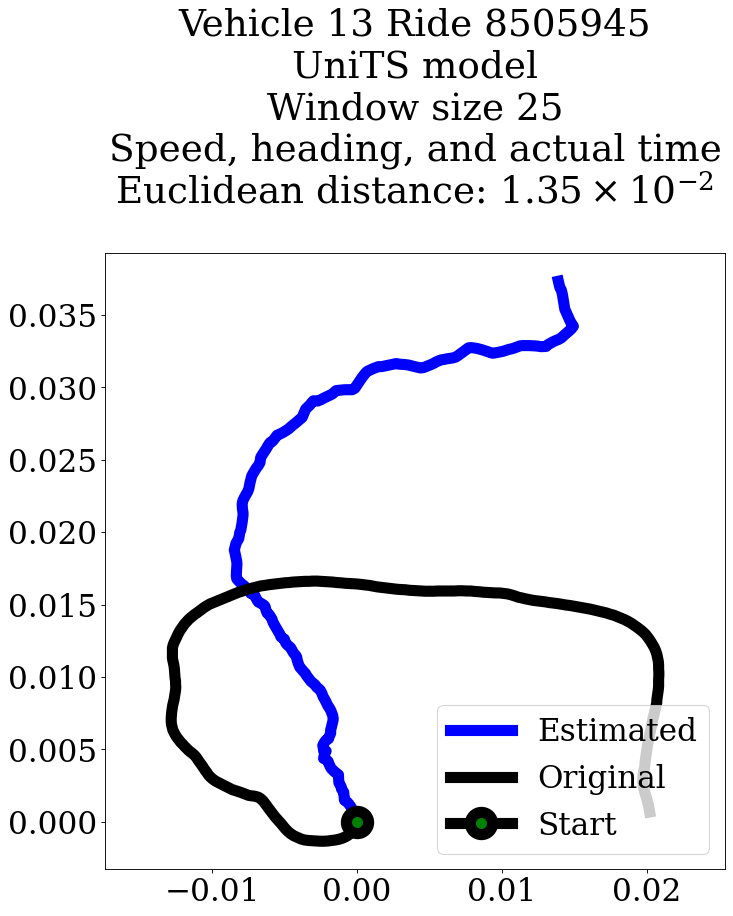 Vehicle 13 Ride 8505945
UniTS model
Window size 25
Speed, heading, and actual time
Euclidean distance: 1.35 × 10⁻²
0.035
0.030
0.025
0.020
0.015
0.010
0.005
0.000
−0.01 0.00 0.01 0.02
Estimated
Original
Start